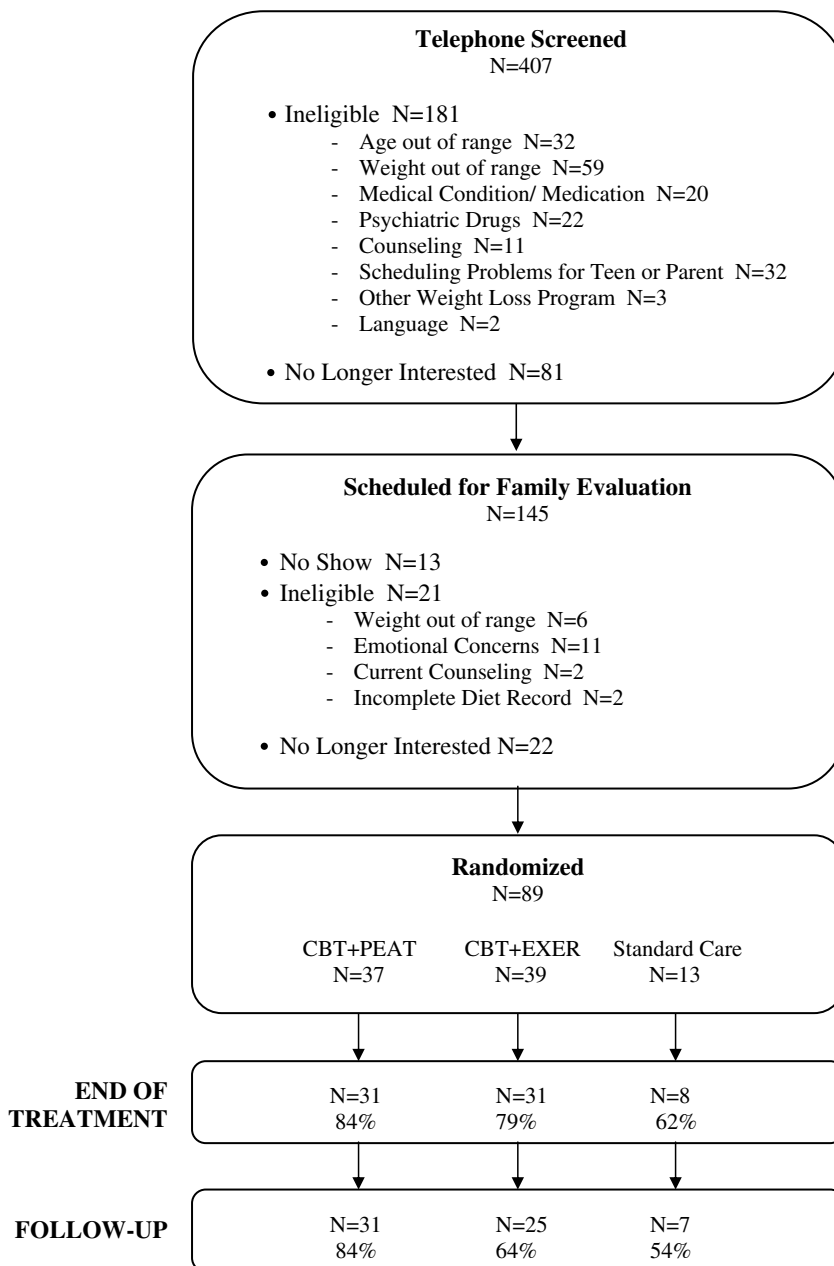 Telephone Screened
N=407
• Ineligible N=181
- Age out of range N=32
- Weight out of range N=59
- Medical Condition/ Medication N=20
- Psychiatric Drugs N=22
- Counseling N=11
- Scheduling Problems for Teen or Parent N=32
- Other Weight Loss Program N=3
- Language N=2
• No Longer Interested N=81
Scheduled for Family Evaluation
N=145
• No Show N=13
• Ineligible N=21
- Weight out of range N=6
- Emotional Concerns N=11
- Current Counseling N=2
- Incomplete Diet Record N=2
• No Longer Interested N=22
Randomized
N=89
CBT+PEAT CBT+EXER Standard Care
N=37 N=39 N=13
END OF TREATMENT
N=31 N=31 N=8
84% 79% 62%
FOLLOW-UP
N=31 N=25 N=7
84% 64% 54%